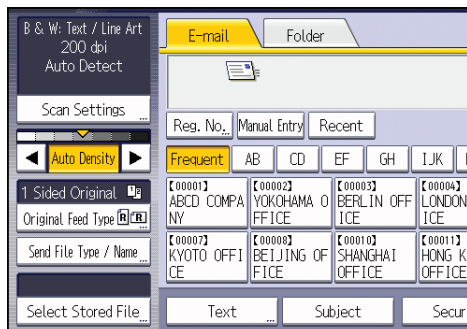 B & W: Text / Line Art
200 dpi
Auto Detect
Scan Settings
Auto Density
1 Sided Original
Original Feed Type
Send File Type / Name
Select Stored File
E-mail
Folder
Reg. No.
Manual Entry
Recent
Frequent
AB
CD
EF
GH
IJK
[00001]
ABCD COMPA
NY
[00002]
YOKOHAMA O
FFICE
[00003]
BERLIN OFF
ICE
[00004]
LONDON
ICE
[00007]
KYOTO OFFI
CE
[00008]
BEIJING OF
FICE
[00010]
SHANGHAI
OFFICE
[00011]
HONG K
OFFICE
Text
Subject
Secur